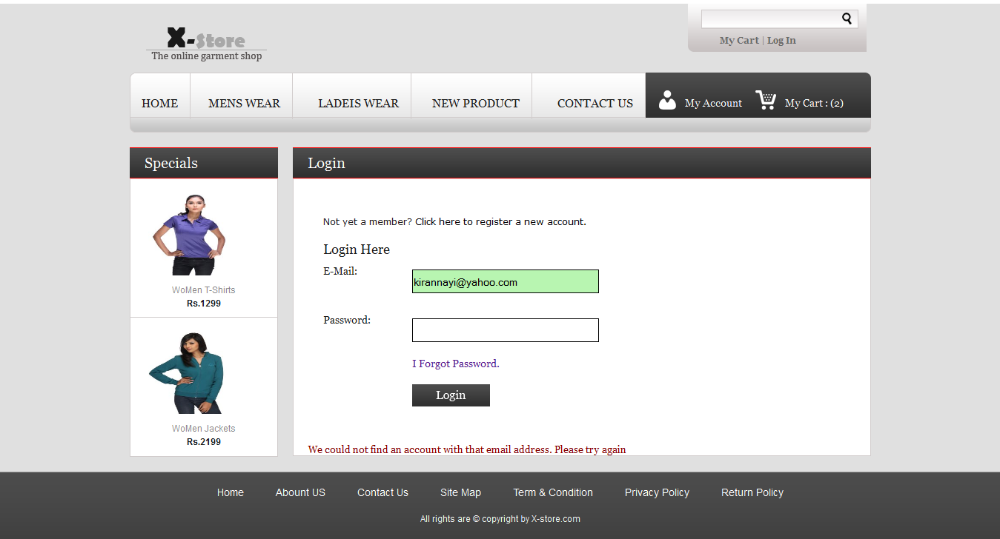 X-Store
The online garment shop
My Cart | Log In
HOME MENS WEAR LADEIS WEAR NEW PRODUCT CONTACT US My Account My Cart : (2)
Specials
WoMen T-Shirts
Rs.1299
WoMen Jackets
Rs.2199
Login
Not yet a member? Click here to register a new account.
Login Here
E-Mail: kirannayi@yahoo.com
Password:
I Forgot Password.
Login
We could not find an account with that email address. Please try again
Home Abount US Contact Us Site Map Term & Condition Privacy Policy Return Policy
All rights are © copyright by X-store.com